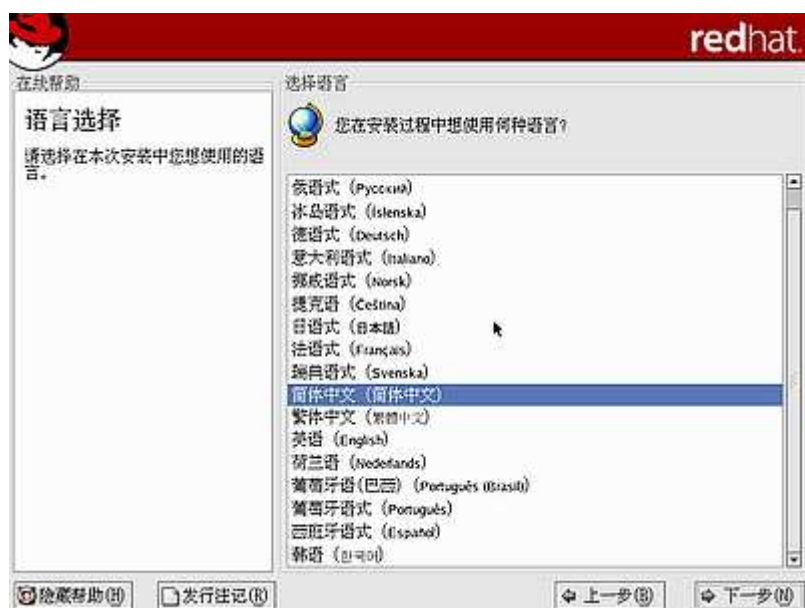 redhat.
在线帮助
语言选择
请选择在本次安装中您想使用的语
言。
选择语言
您在安装过程中想使用何种语言?
俄语式 (Русский)
冰岛语式 (Íslenska)
德语式 (Deutsch)
意大利语式 (Italiano)
挪威语式 (Norsk)
捷克语 (Čeština)
日语式 (日本語)
法语式 (Français)
瑞典语式 (Svenska)
简体中文 (简体中文)
繁体中文 (繁體中文)
英语 (English)
荷兰语 (Nederlands)
葡萄牙语(巴西) (Português (Brasil))
葡萄牙语式 (Português)
西班牙语式 (Español)
韩语 (한국어)
隐藏帮助(H)
发行注记(R)
上一步(B)
下一步(N)